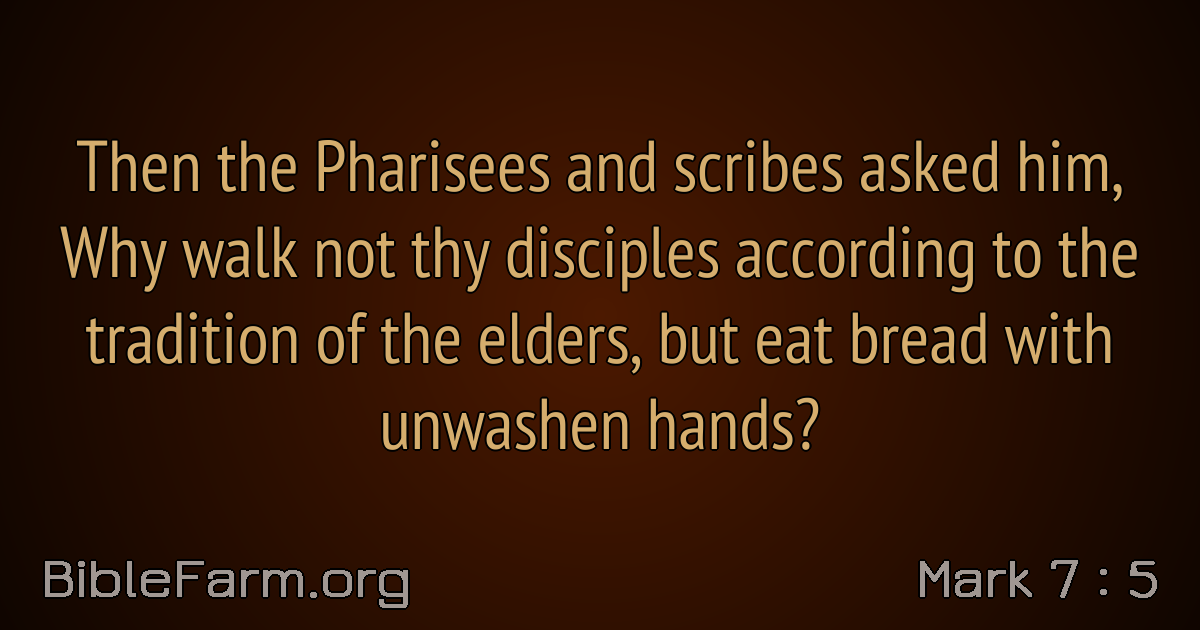 Then the Pharisees and scribes asked him,
Why walk not thy disciples according to the
tradition of the elders, but eat bread with
unwashen hands?
BibleFarm.org
Mark 7 : 5